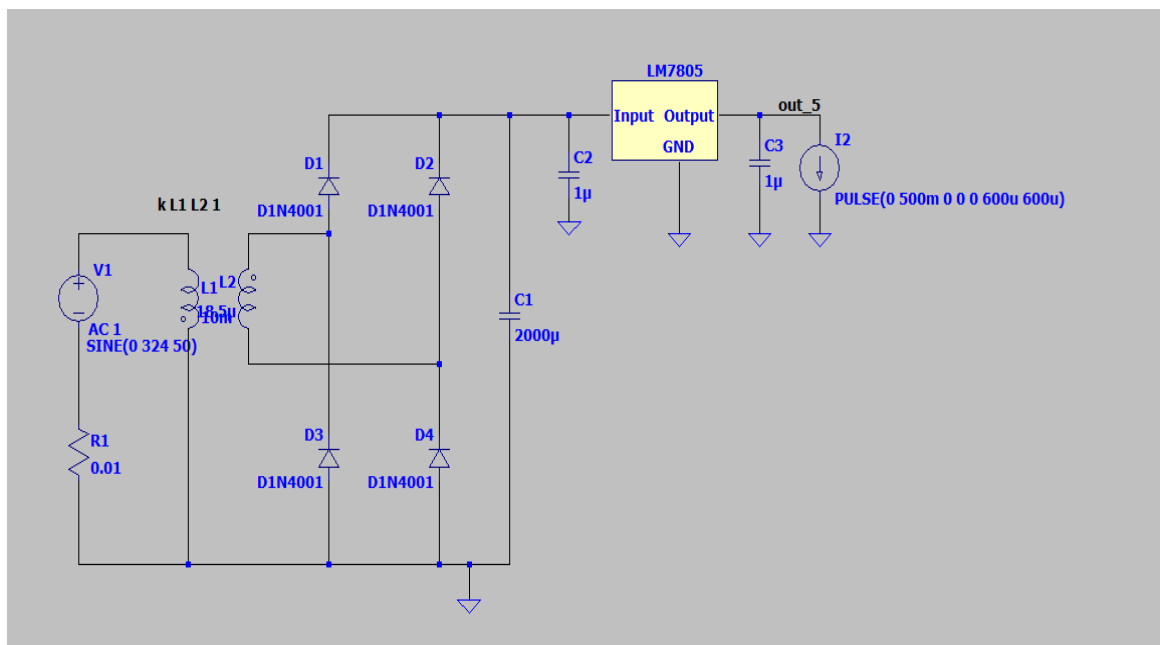 LM7805
Input Output
GND
out_5
C3
1µ
I2
PULSE(0 500m 0 0 0 600u 600u)
C2
1µ
D1
D1N4001
D2
D1N4001
k L1 L2 1
V1
AC 1
SINE(0 324 50)
L1
10m
L2
18.5µ
C1
2000µ
R1
0.01
D3
D1N4001
D4
D1N4001